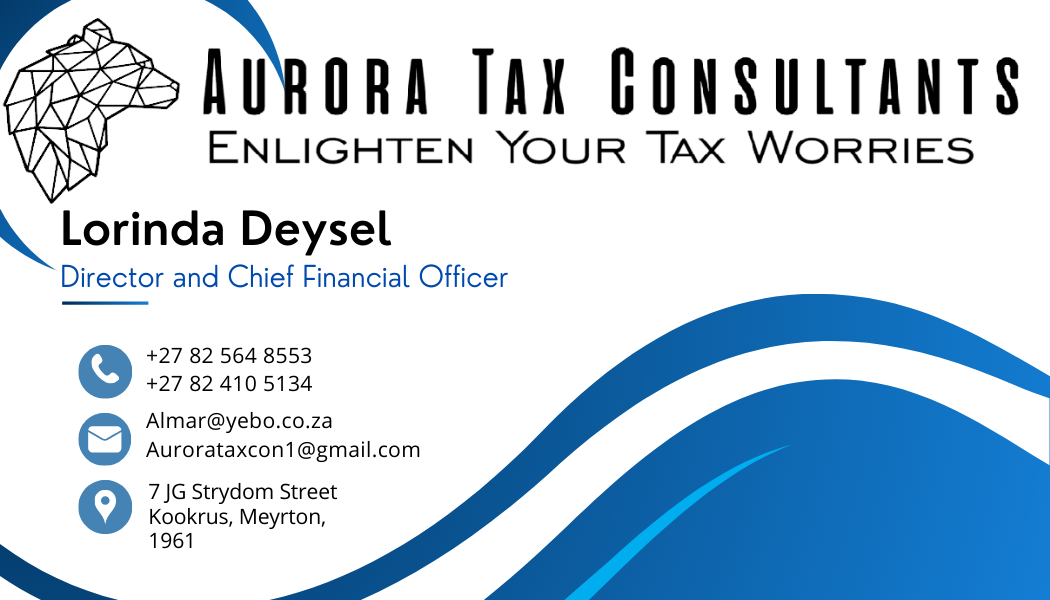 AURORA TAX CONSULTANTS
ENLIGHTEN YOUR TAX WORRIES
Lorinda Deysel
Director and Chief Financial Officer
+27 82 564 8553
+27 82 410 5134
Almar@yebo.co.za
Aurorataxcon1@gmail.com
7 JG Strydom Street
Kookrus, Meyrton,
1961